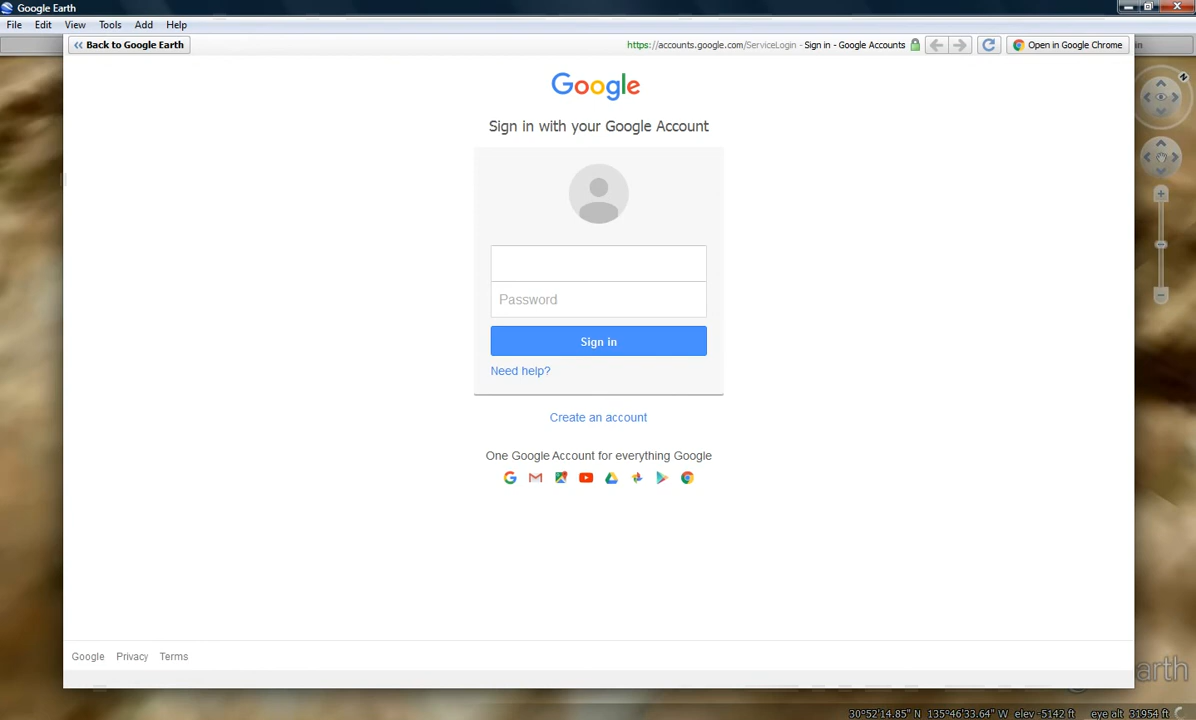 Google Earth
File Edit View Tools Add Help
Back to Google Earth
https://accounts.google.com/ServiceLogin - Sign in - Google Accounts
Open in Google Chrome
in
Google
Sign in with your Google Account
Password
Sign in
Need help?
Create an account
One Google Account for everything Google
Google Privacy Terms
earth
30°52'14.85" N 135°46'33.64" W elev -5142 ft eye alt 31954 ft